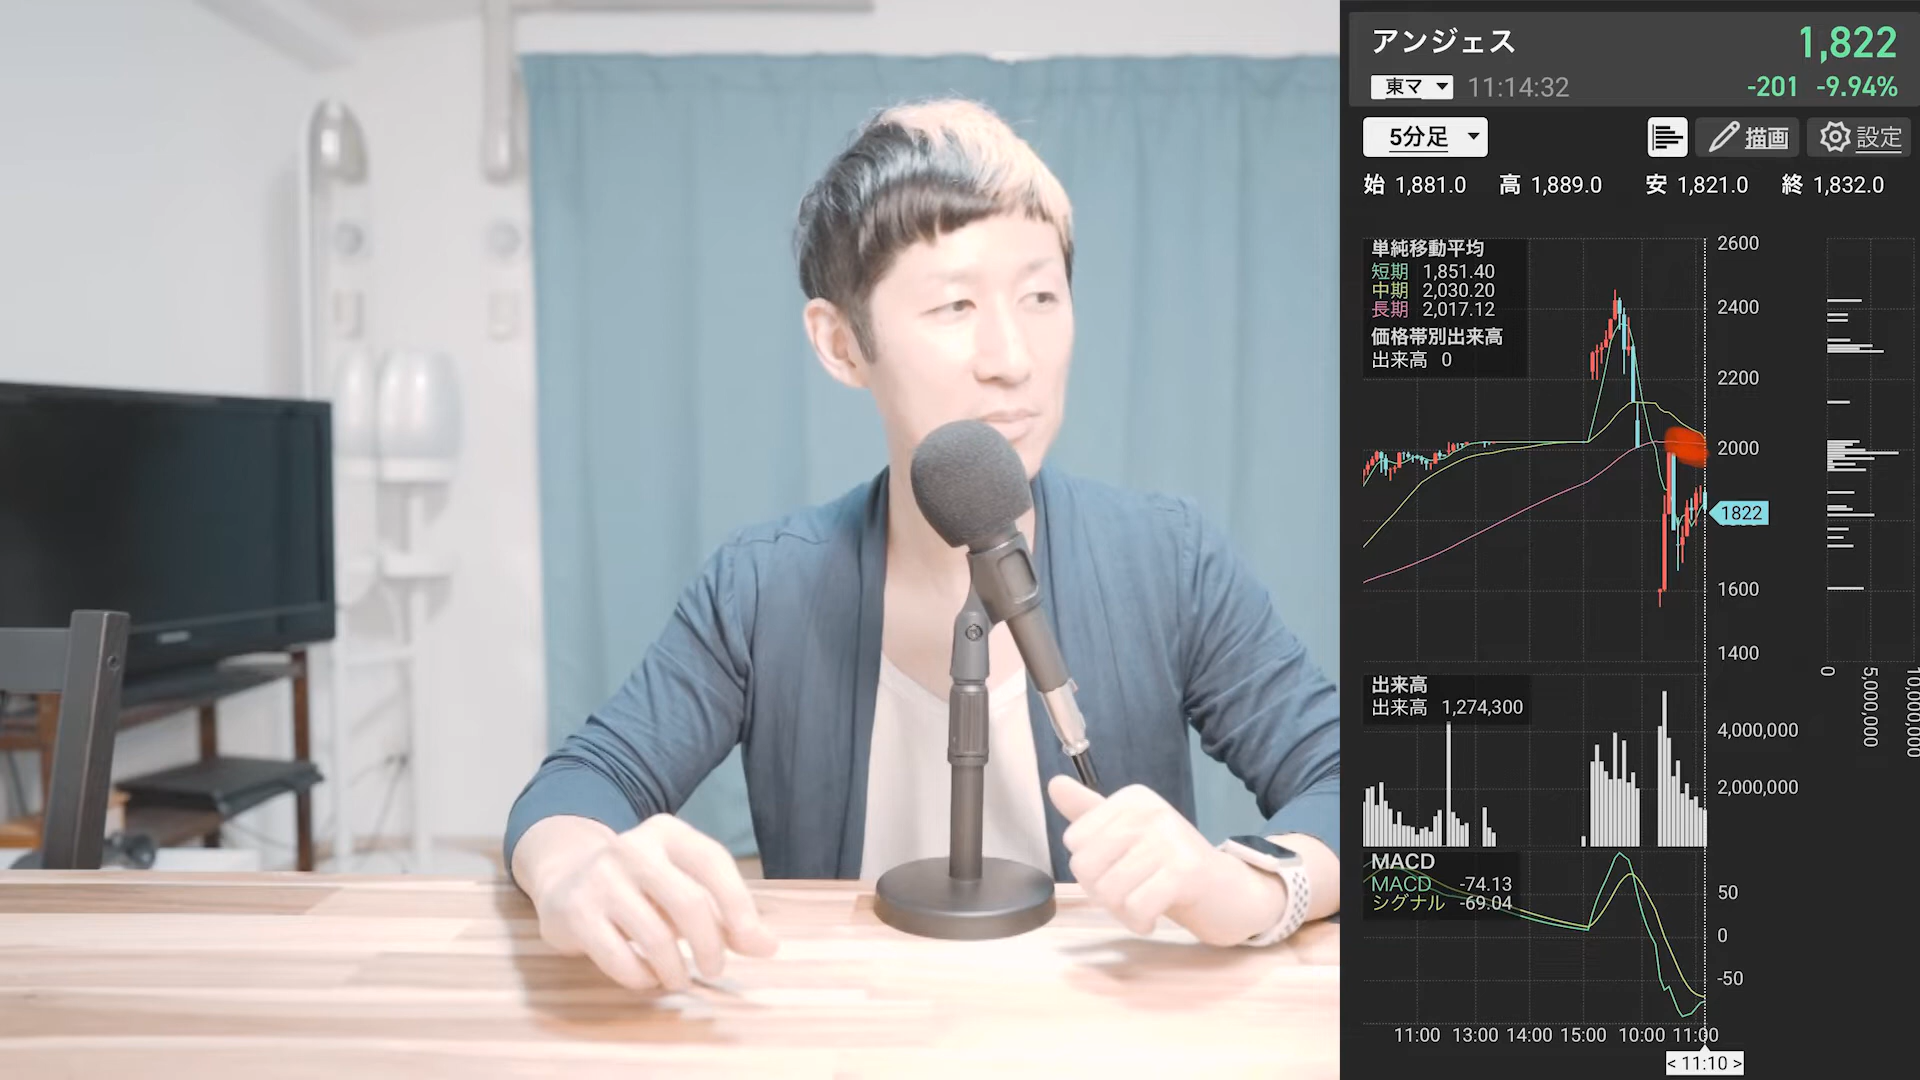 アンジェス 1,822
東マ 11:14:32 -201 -9.94%
5分足 描画 設定
始 1,881.0 高 1,889.0 安 1,821.0 終 1,832.0
単純移動平均
短期 1,851.40
中期 2,030.20
長期 2,017.12
価格帯別出来高
出来高 0
2600
2400
2200
2000
1822
1600
1400
0 5,000,000 10,000,000
出来高
出来高 1,274,300
4,000,000
2,000,000
MACD
MACD -74.13
シグナル -69.04
50
0
-50
11:00 13:00 14:00 15:00 10:00 11:00
< 11:10 >